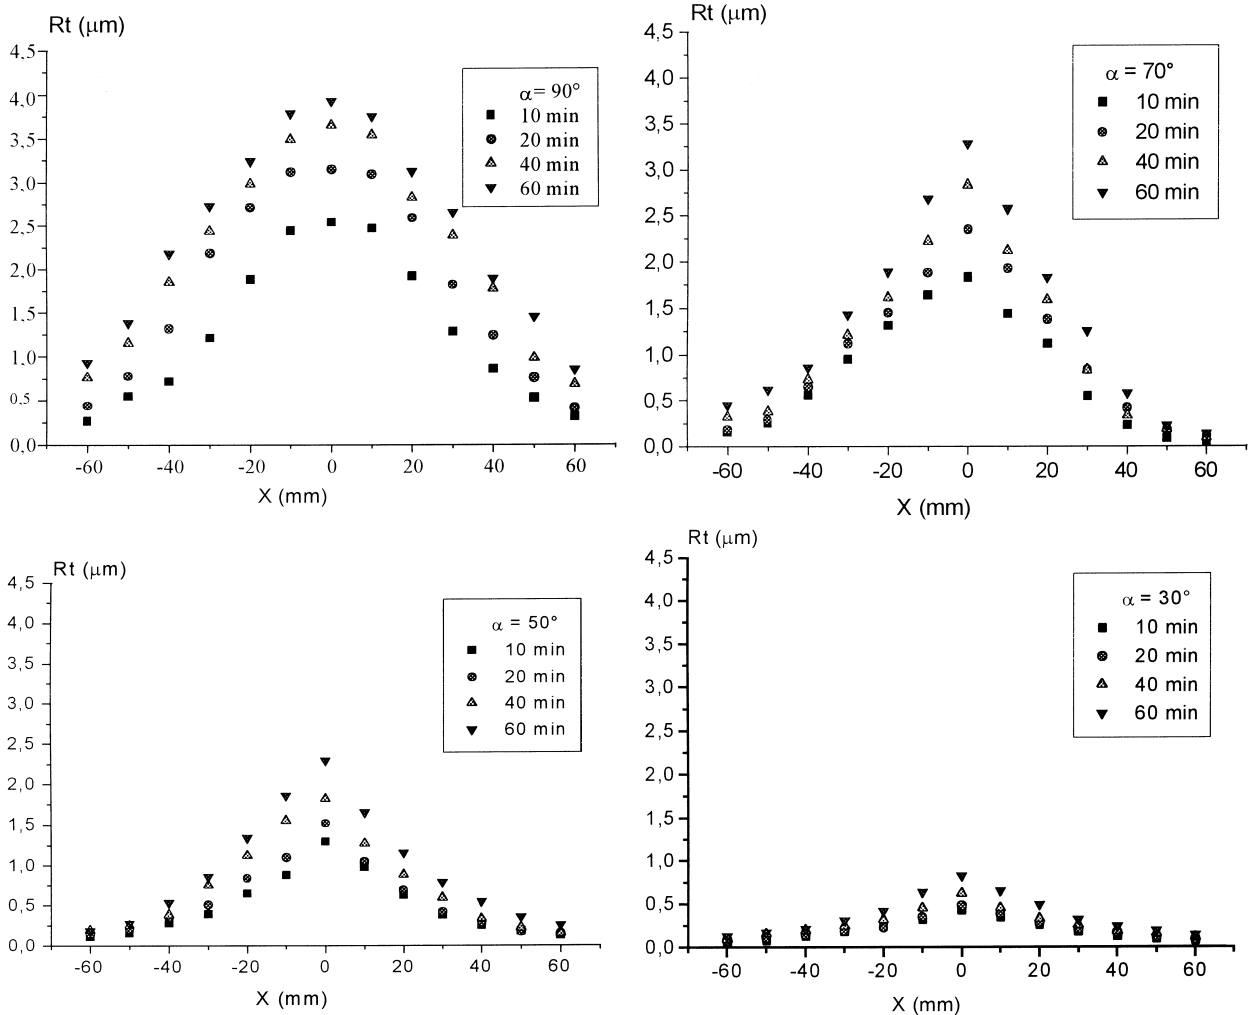 Rt (μm)
4,5
4,0
3,5
3,0
2,5
2,0
1,5
1,0
0,5
0,0
-60 -40 -20 0 20 40 60
X (mm)
α= 90°
10 min
20 min
40 min
60 min
Rt (μm)
4,5
4,0
3,5
3,0
2,5
2,0
1,5
1,0
0,5
0,0
-60 -40 -20 0 20 40 60
X (mm)
α = 70°
10 min
20 min
40 min
60 min
Rt (μm)
4,5
4,0
3,5
3,0
2,5
2,0
1,5
1,0
0,5
0,0
-60 -40 -20 0 20 40 60
X (mm)
α = 50°
10 min
20 min
40 min
60 min
Rt (μm)
4,5
4,0
3,5
3,0
2,5
2,0
1,5
1,0
0,5
0,0
-60 -40 -20 0 20 40 60
X (mm)
α = 30°
10 min
20 min
40 min
60 min